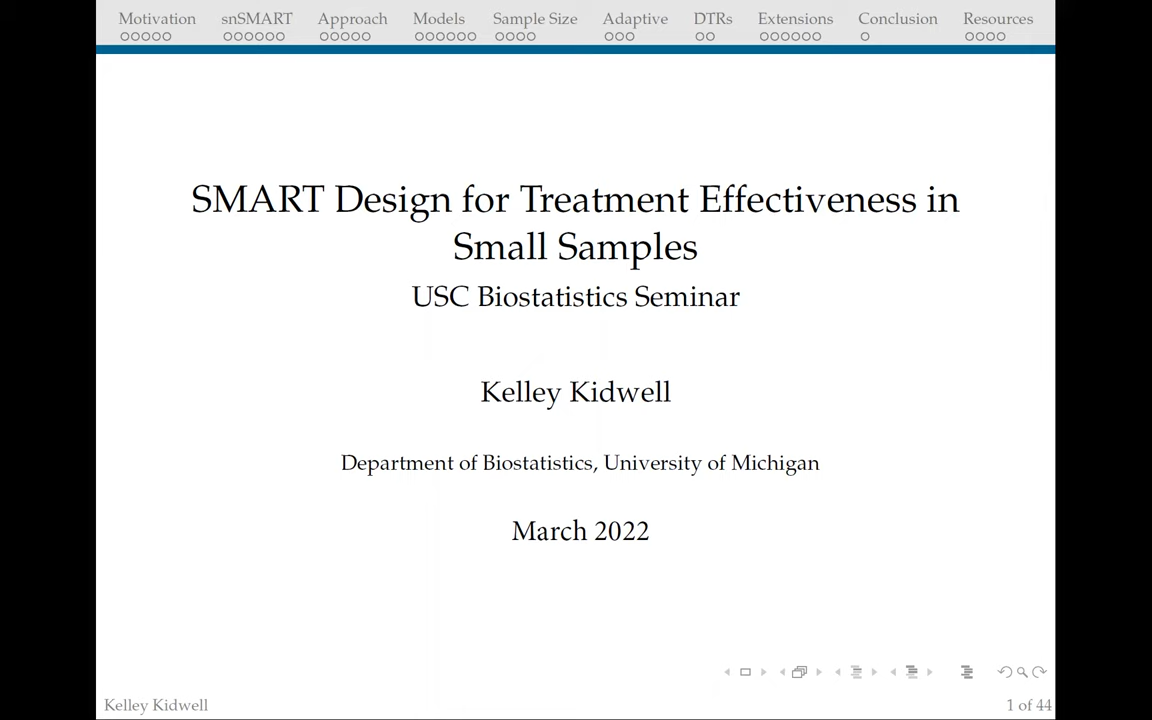 Motivation snSMART Approach Models Sample Size Adaptive DTRs Extensions Conclusion Resources
SMART Design for Treatment Effectiveness in
Small Samples
USC Biostatistics Seminar
Kelley Kidwell
Department of Biostatistics, University of Michigan
March 2022
Kelley Kidwell 1 of 44